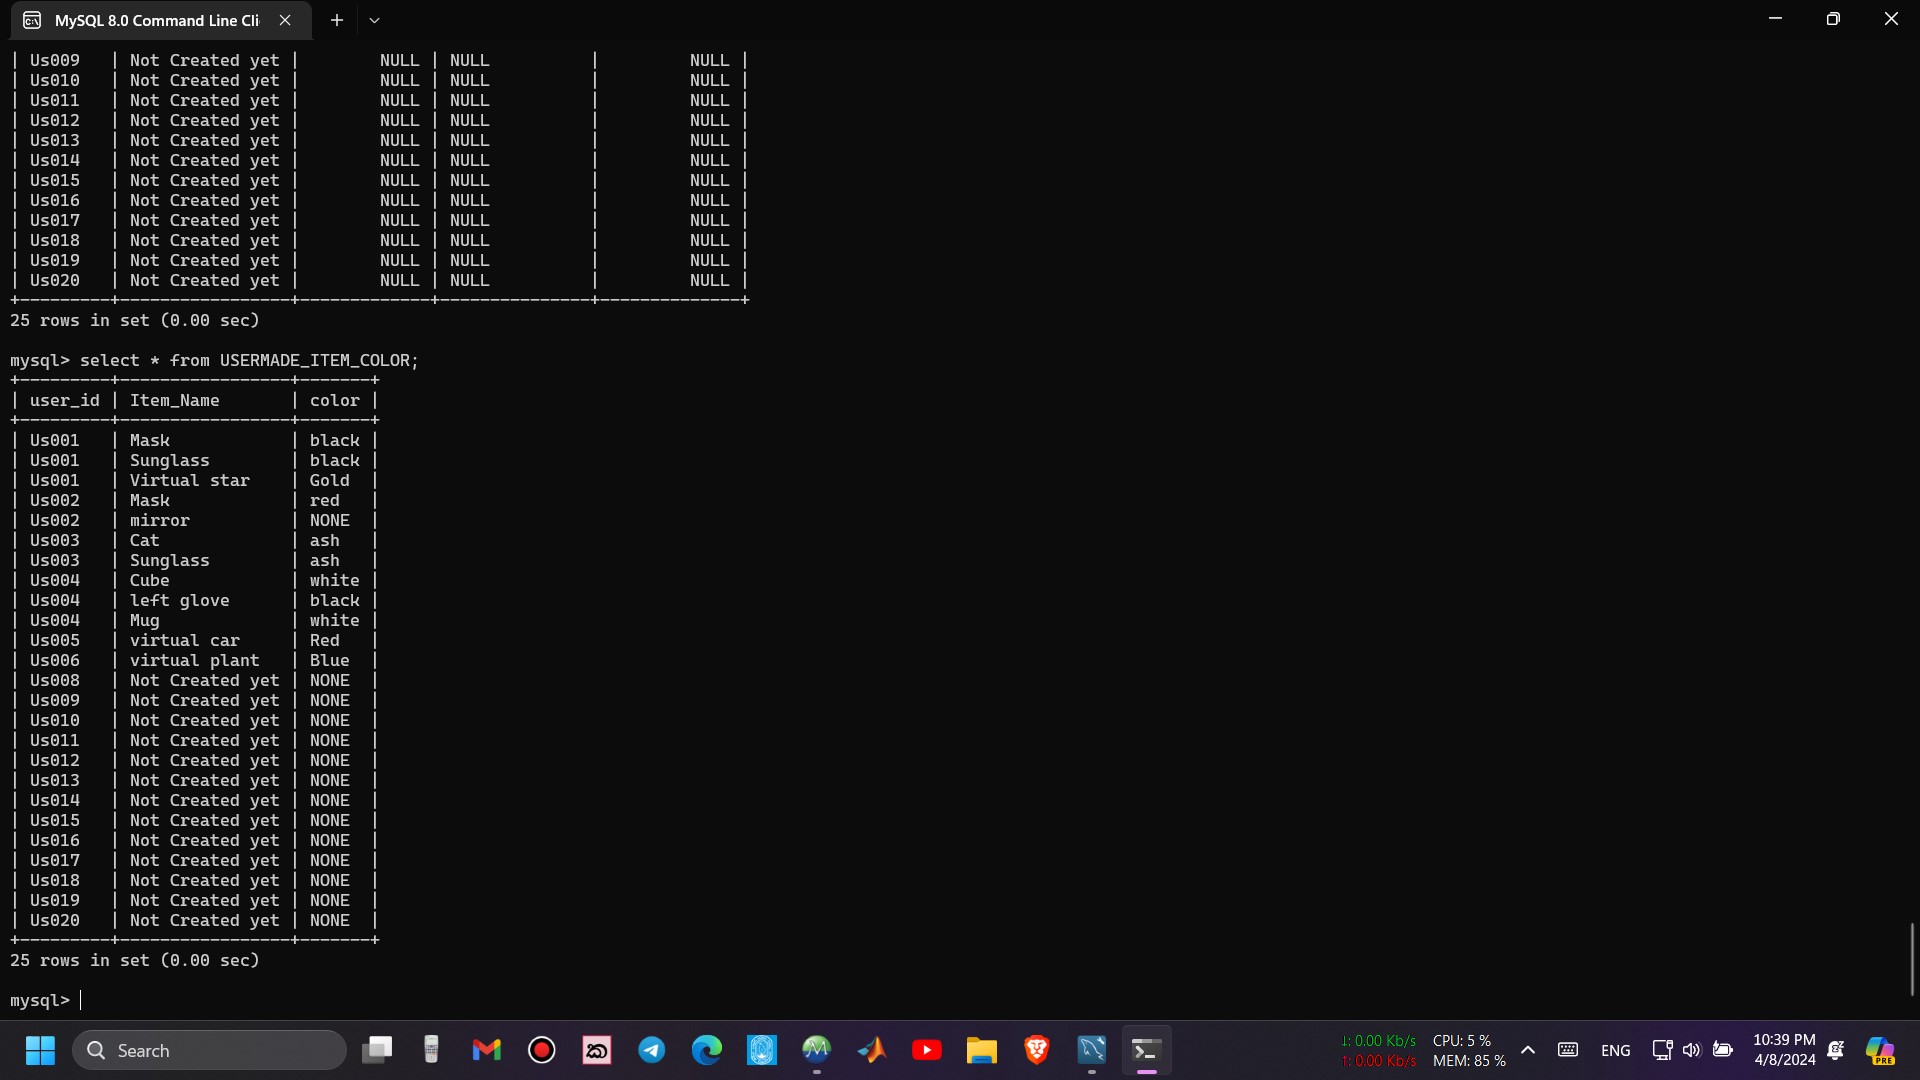 MySQL 8.0 Command Line Cli
| Us009   | Not Created yet |        NULL | NULL          |         NULL |
| Us010   | Not Created yet |        NULL | NULL          |         NULL |
| Us011   | Not Created yet |        NULL | NULL          |         NULL |
| Us012   | Not Created yet |        NULL | NULL          |         NULL |
| Us013   | Not Created yet |        NULL | NULL          |         NULL |
| Us014   | Not Created yet |        NULL | NULL          |         NULL |
| Us015   | Not Created yet |        NULL | NULL          |         NULL |
| Us016   | Not Created yet |        NULL | NULL          |         NULL |
| Us017   | Not Created yet |        NULL | NULL          |         NULL |
| Us018   | Not Created yet |        NULL | NULL          |         NULL |
| Us019   | Not Created yet |        NULL | NULL          |         NULL |
| Us020   | Not Created yet |        NULL | NULL          |         NULL |
+---------+-----------------+-------------+---------------+--------------+
25 rows in set (0.00 sec)
mysql> select * from USERMADE_ITEM_COLOR;
+---------+-----------------+-------+
| user_id | Item_Name       | color |
+---------+-----------------+-------+
| Us001   | Mask            | black |
| Us001   | Sunglass        | black |
| Us001   | Virtual star    | Gold  |
| Us002   | Mask            | red   |
| Us002   | mirror          | NONE  |
| Us003   | Cat             | ash   |
| Us003   | Sunglass        | ash   |
| Us004   | Cube            | white |
| Us004   | left glove      | black |
| Us004   | Mug             | white |
| Us005   | virtual car     | Red   |
| Us006   | virtual plant   | Blue  |
| Us008   | Not Created yet | NONE  |
| Us009   | Not Created yet | NONE  |
| Us010   | Not Created yet | NONE  |
| Us011   | Not Created yet | NONE  |
| Us012   | Not Created yet | NONE  |
| Us013   | Not Created yet | NONE  |
| Us014   | Not Created yet | NONE  |
| Us015   | Not Created yet | NONE  |
| Us016   | Not Created yet | NONE  |
| Us017   | Not Created yet | NONE  |
| Us018   | Not Created yet | NONE  |
| Us019   | Not Created yet | NONE  |
| Us020   | Not Created yet | NONE  |
+---------+-----------------+-------+
25 rows in set (0.00 sec)
mysql>
Search
↓: 0.00 Kb/s CPU: 5 %
↑: 0.00 Kb/s MEM: 85 %
ENG
10:39 PM
4/8/2024
PRE